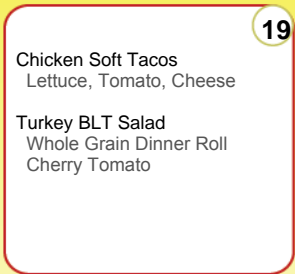 19
Chicken Soft Tacos
Lettuce, Tomato, Cheese
Turkey BLT Salad
Whole Grain Dinner Roll
Cherry Tomato